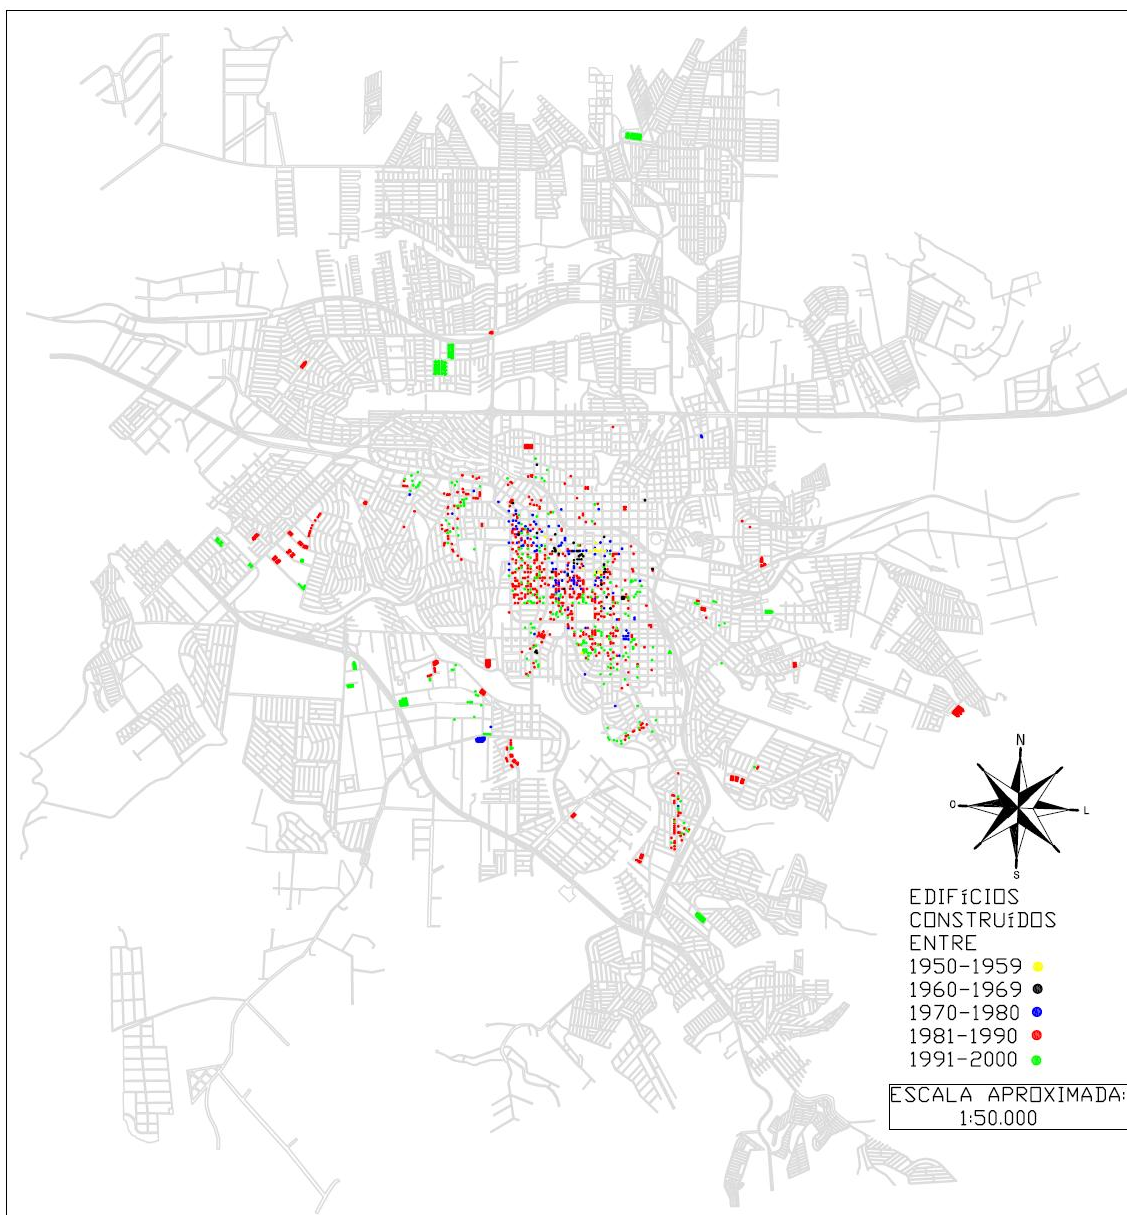 N
O
L
S
EDIFíCIOS
CONSTRUíDOS
ENTRE
1950-1959
1960-1969
1970-1980
1981-1990
1991-2000
ESCALA APROXIMADA:
1:50.000